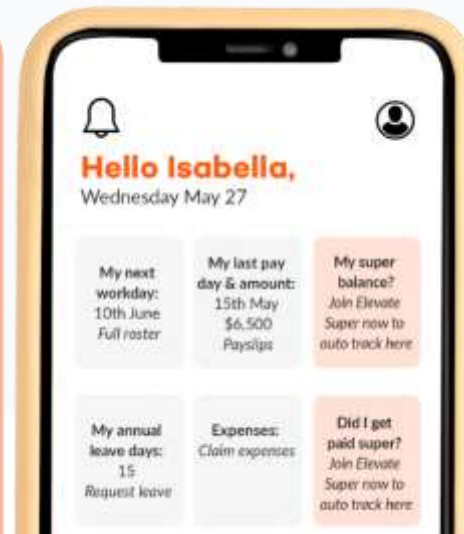 Hello Isabella,
Wednesday May 27
My next
workday:
10th June
Full roster
My last pay
day & amount:
15th May
$6,500
Payslips
My super
balance?
Join Elevate
Super now to
auto track here
My annual
leave days:
15
Request leave
Expenses:
Claim expenses
Did I get
paid super?
Join Elevate
Super now to
auto track here